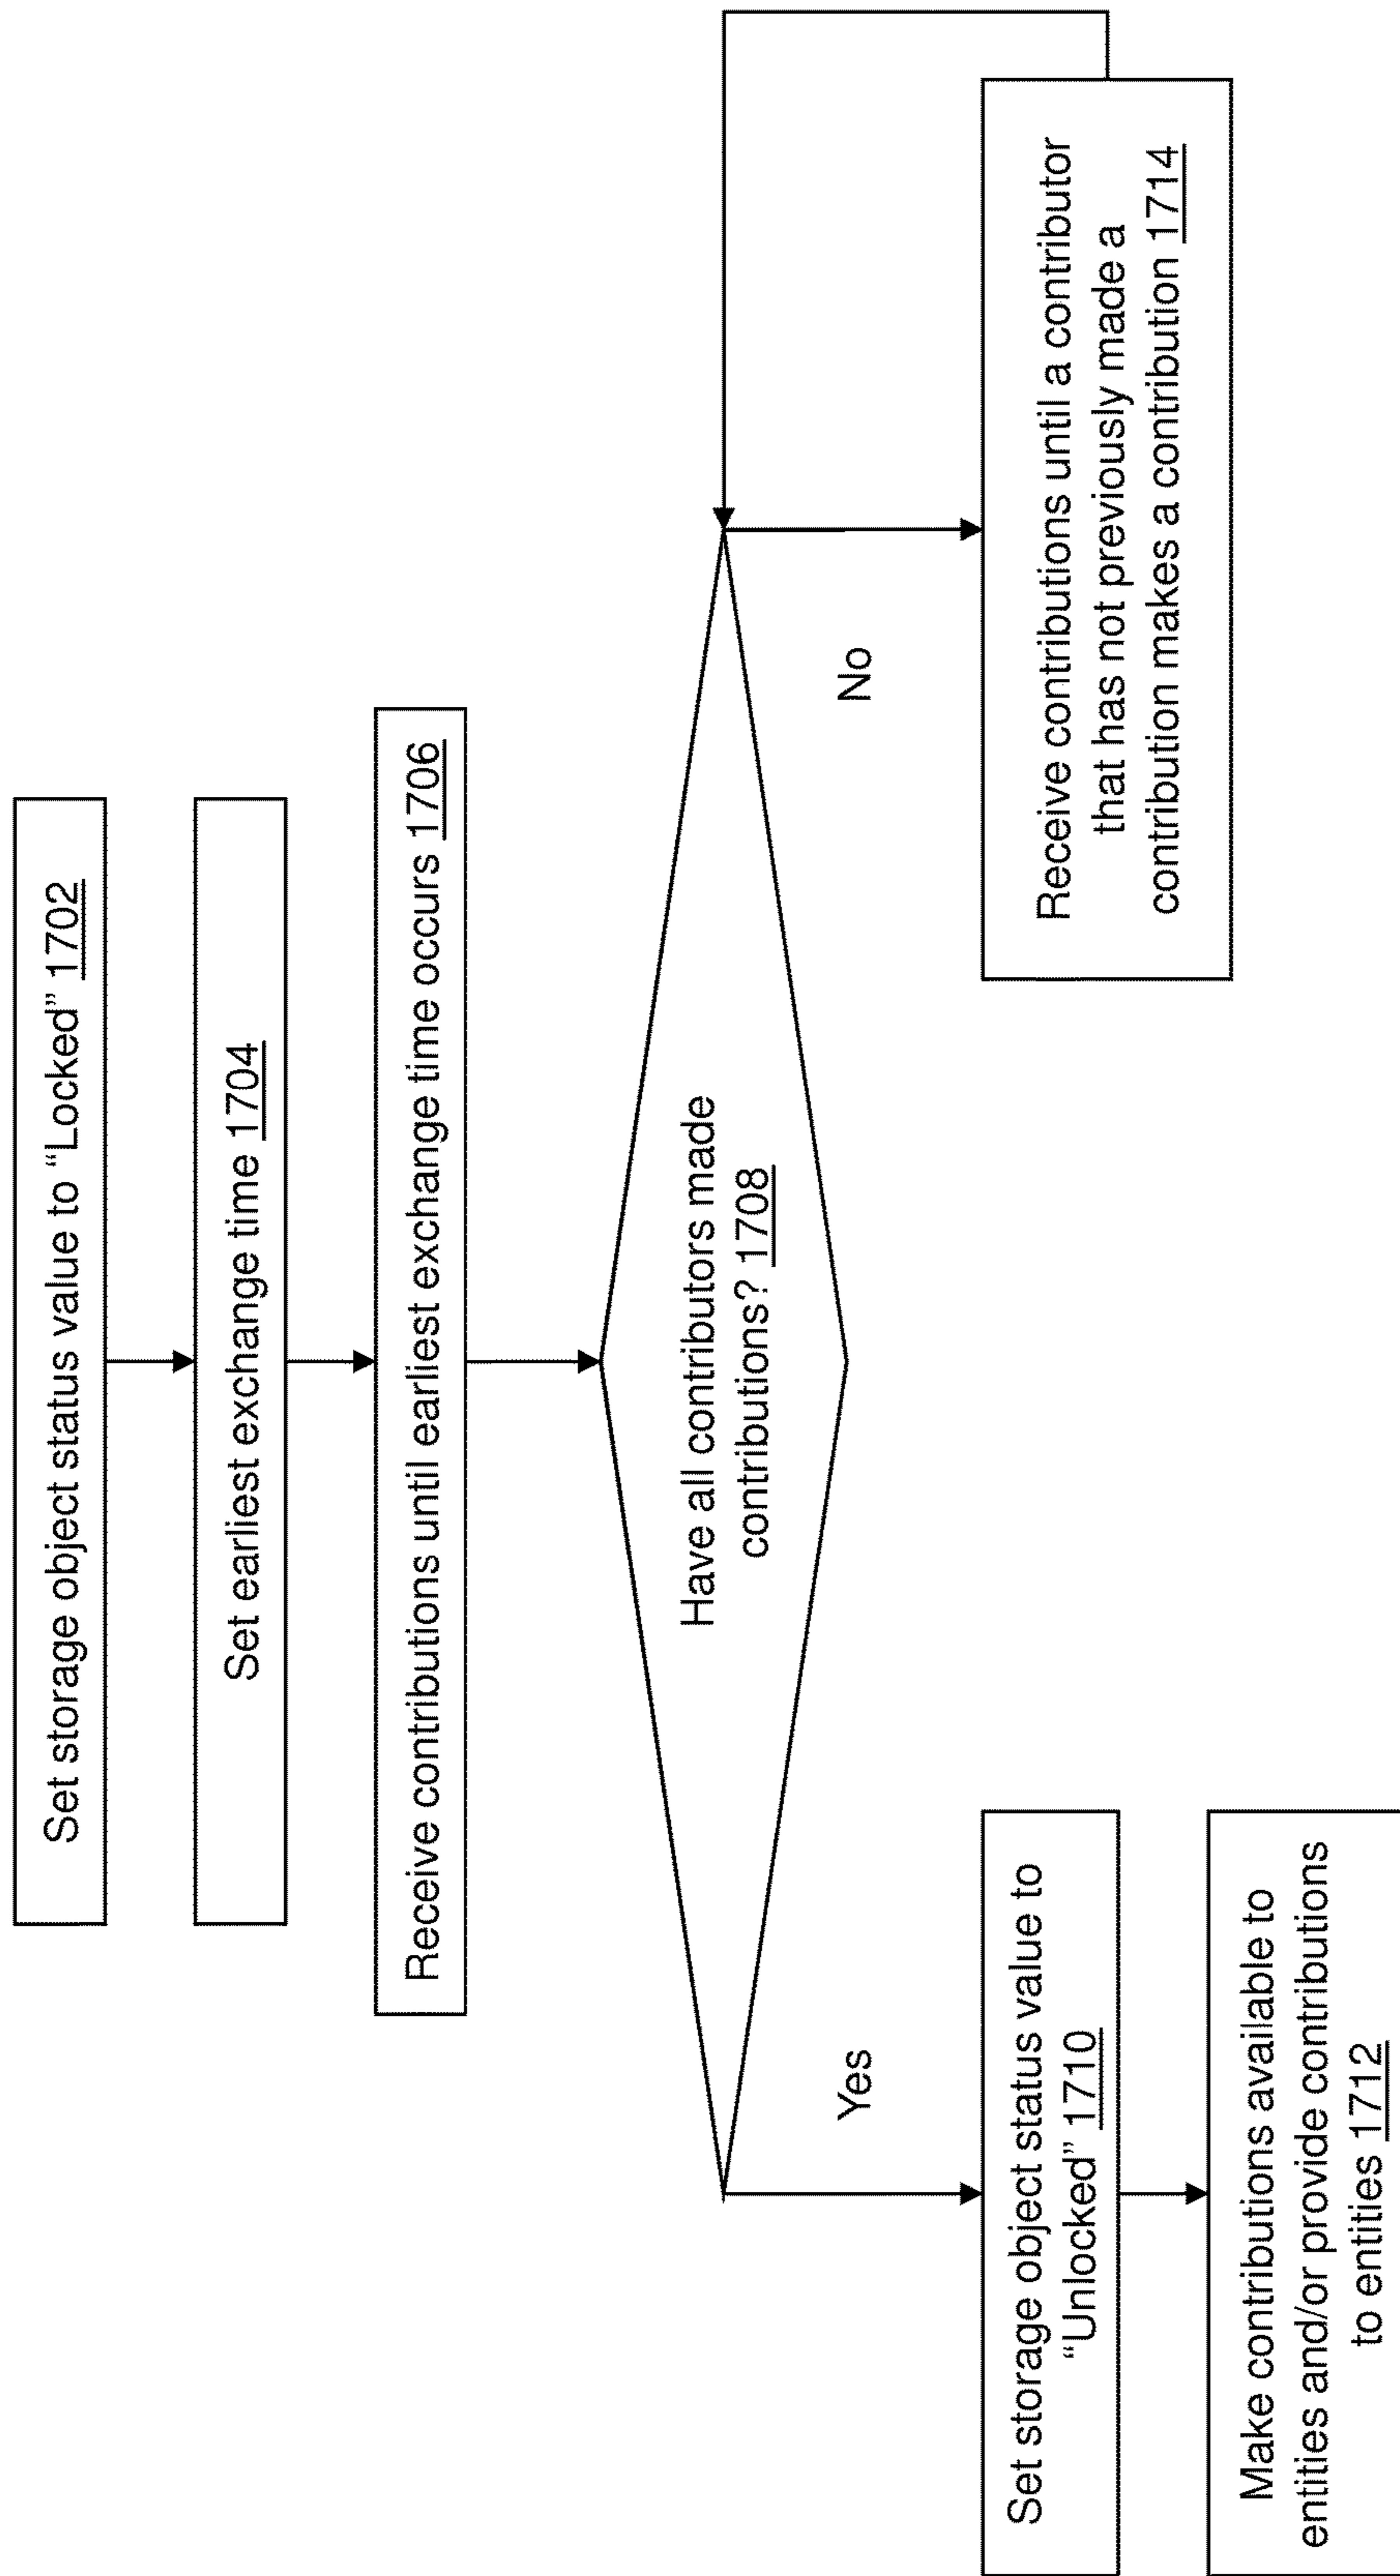 Set storage object status value to “Locked” 1702
Set earliest exchange time 1704
Receive contributions until earliest exchange time occurs 1706
Have all contributors made
contributions? 1708
Yes
No
Set storage object status value to
“Unlocked” 1710
Make contributions available to
entities and/or provide contributions
to entities 1712
Receive contributions until a contributor
that has not previously made a
contribution makes a contribution 1714